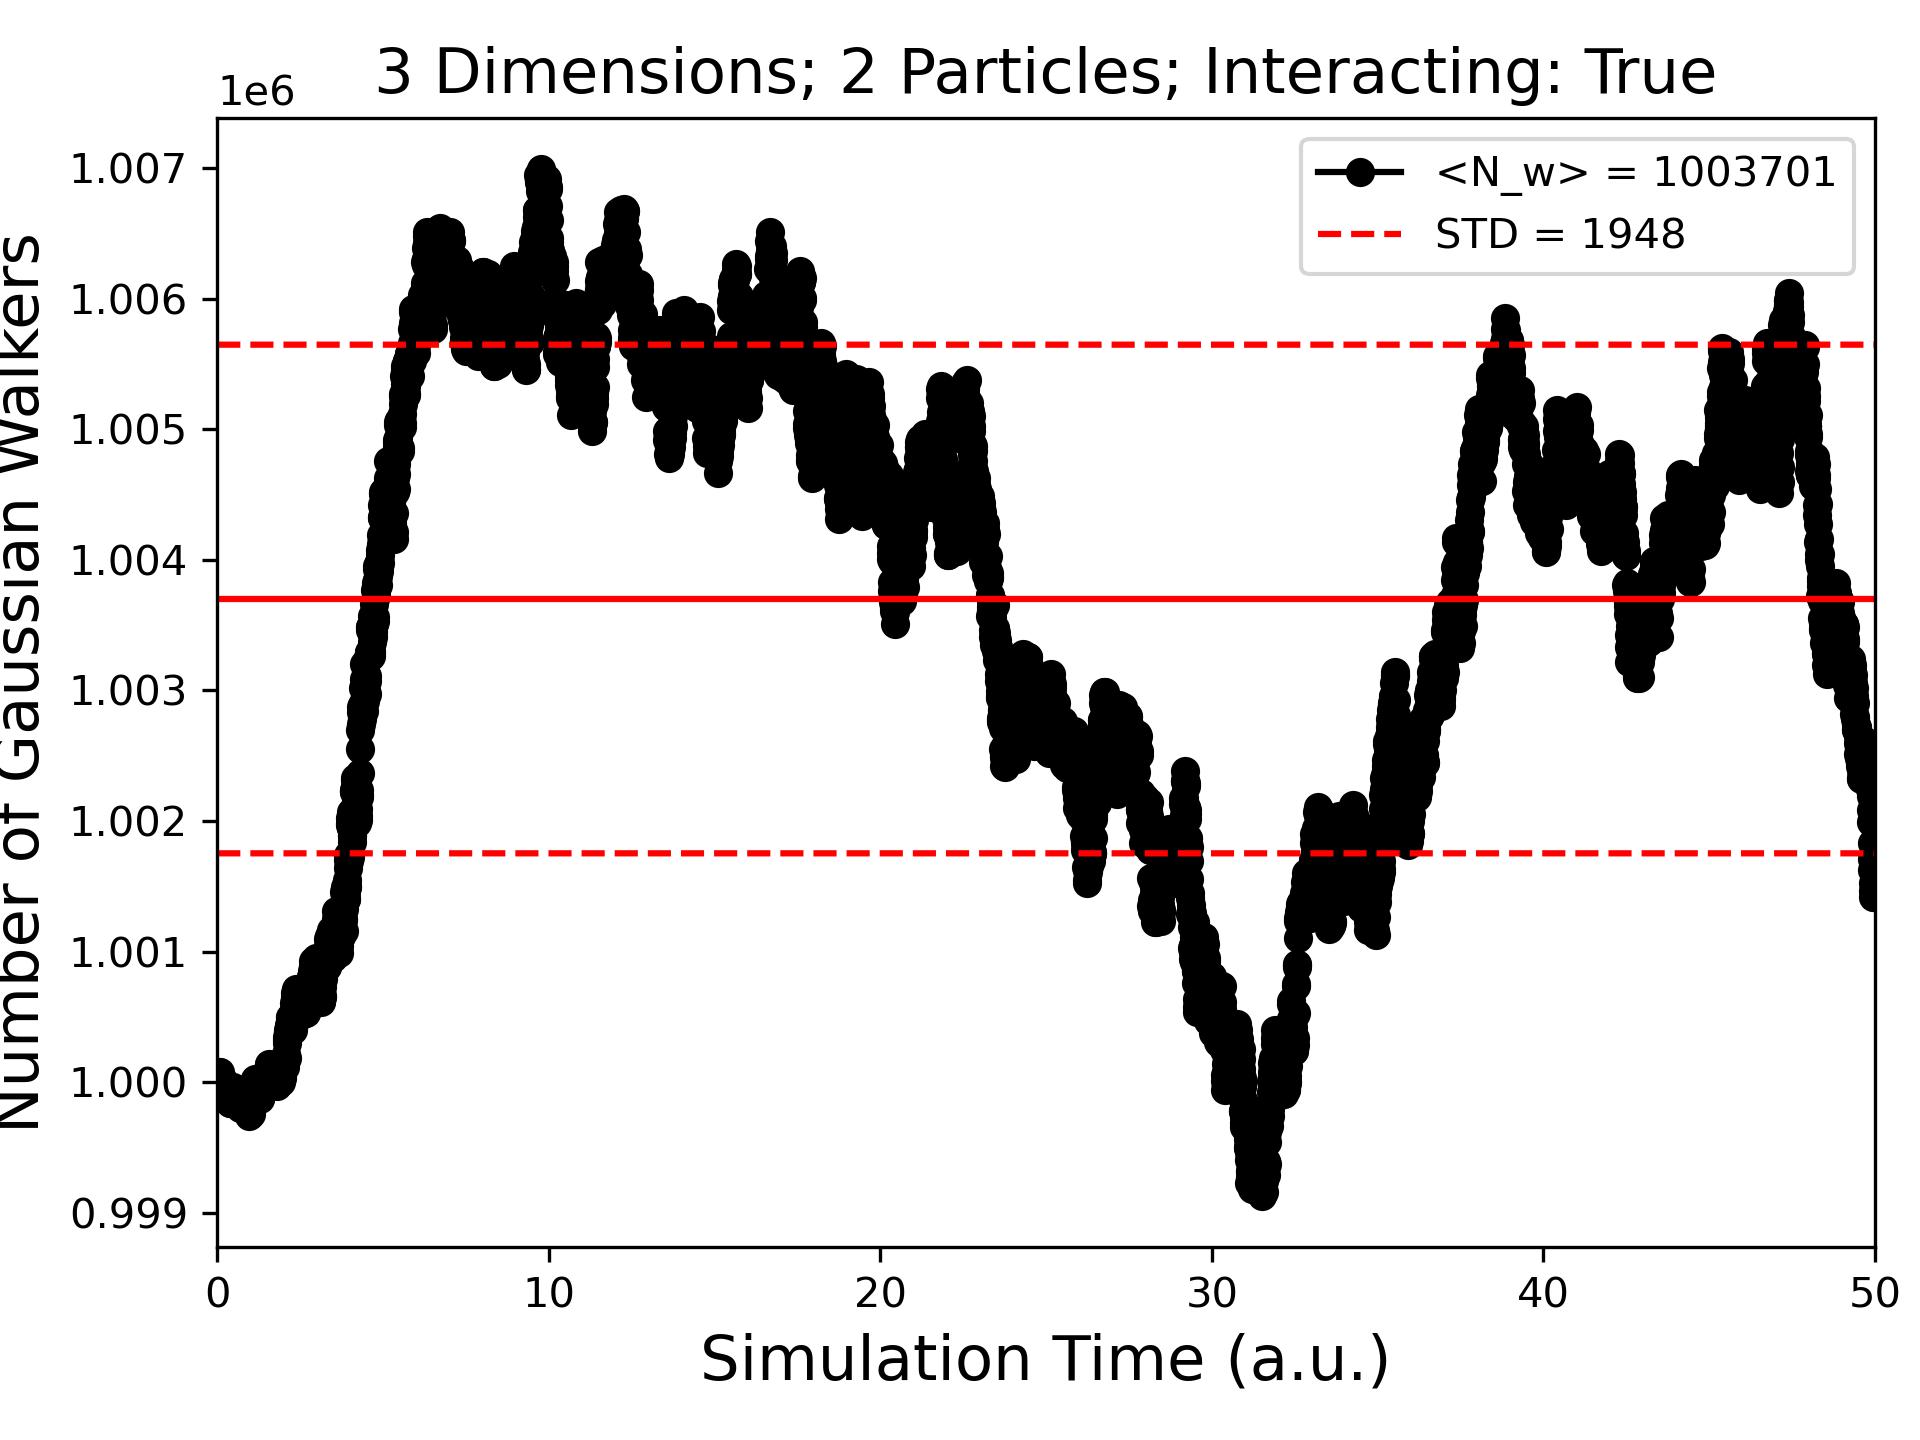 3 Dimensions; 2 Particles; Interacting: True
1e6
<N_w> = 1003701
STD = 1948
1.007
1.006
1.005
1.004
1.003
1.002
1.001
1.000
0.999
Number of Gaussian Walkers
0 10 20 30 40 50
Simulation Time (a.u.)